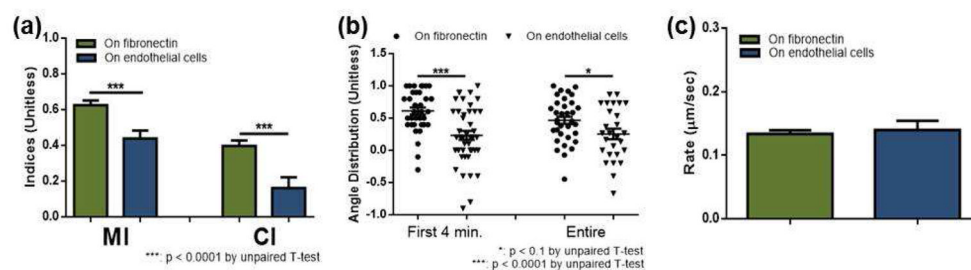 (a)
On fibronectin
On endothelial cells
Indices (Unitless)
1.0
0.8
0.6
0.4
0.2
0.0
***
***
MI
CI
***: p < 0.0001 by unpaired T-test
(b)
On fibronectin
On endothelial cells
Angle Distribution (Unitless)
1.5
1.0
0.5
0.0
-0.5
-1.0
***
*
First 4 min.
Entire
*: p < 0.1 by unpaired T-test
***: p < 0.0001 by unpaired T-test
(c)
On fibronectin
On endothelial cells
Rate (μm/sec)
0.3
0.2
0.1
0.0